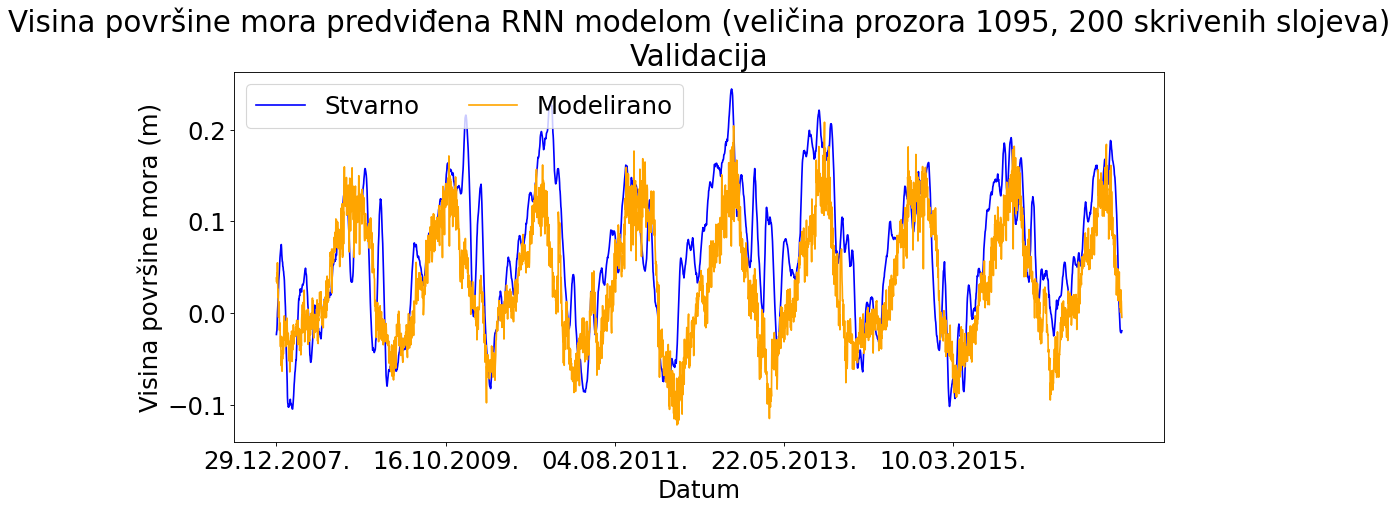 Visina površine mora predviđena RNN modelom (veličina prozora 1095, 200 skrivenih slojeva)
Validacija
Stvarno
Modelirano
Visina površine mora (m)
0.2
0.1
0.0
−0.1
29.12.2007.
16.10.2009.
04.08.2011.
22.05.2013.
10.03.2015.
Datum